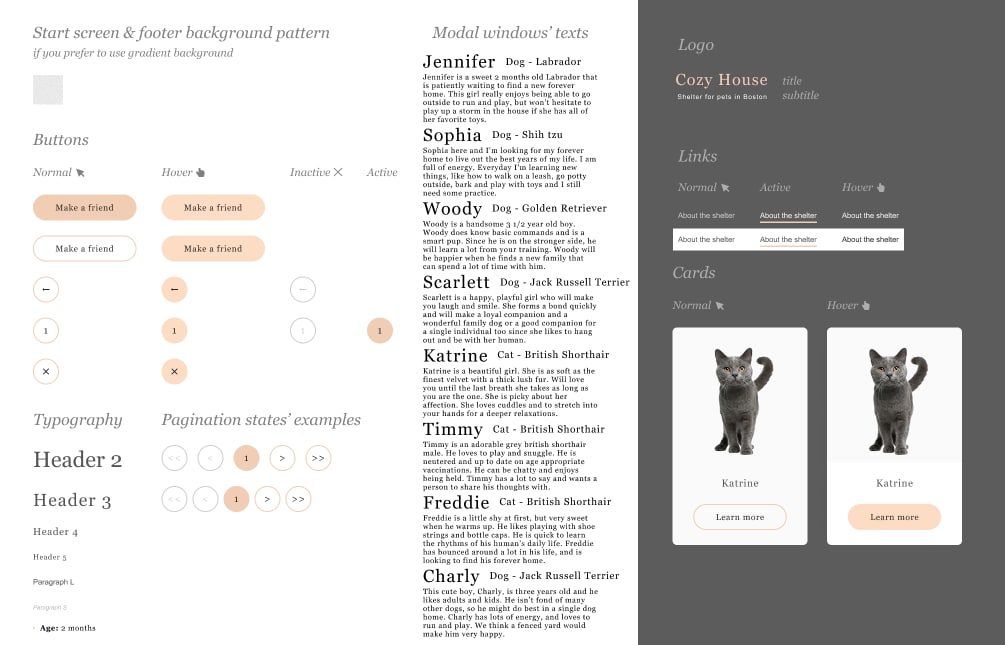 Start screen & footer background pattern
if you prefer to use gradient background
Buttons
Normal
Hover
Inactive
Active
Make a friend
Make a friend
Make a friend
Make a friend
←
←
←
1
1
1
1
×
×
Typography
Header 2
Header 3
Header 4
Header 5
Paragraph L
Paragraph S
Age: 2 months
Pagination states’ examples
<< < 1 > >>
<< < 1 > >>
Modal windows’ texts
Jennifer Dog - Labrador
Jennifer is a sweet 2 months old Labrador that
is patiently waiting to find a new forever
home. This girl really enjoys being able to go
outside to run and play, but won’t hesitate to
play up a storm in the house if she has all of
her favorite toys.
Sophia Dog - Shih tzu
Sophia here and I’m looking for my forever
home to live out the best years of my life. I am
full of energy. Everyday I’m learning new
things, like how to walk on a leash, go potty
outside, bark and play with toys and I still
need some practice.
Woody Dog - Golden Retriever
Woody is a handsome 3 1/2 year old boy.
Woody does know basic commands and is a
smart pup. Since he is on the stronger side, he
will learn a lot from your training. Woody will
be happier when he finds a new family that
can spend a lot of time with him.
Scarlett Dog - Jack Russell Terrier
Scarlett is a happy, playful girl who will make
you laugh and smile. She forms a bond quickly
and will make a loyal companion and a
wonderful family dog or a good companion for
a single individual too since she likes to hang
out and be with her human.
Katrine Cat - British Shorthair
Katrine is a beautiful girl. She is as soft as the
finest velvet with a thick lush fur. Will love
you until the last breath she takes as long as
you are the one. She is picky about her
affection. She loves cuddles and to stretch into
your hands for a deeper relaxations.
Timmy Cat - British Shorthair
Timmy is an adorable grey british shorthair
male. He loves to play and snuggle. He is
neutered and up to date on age appropriate
vaccinations. He can be chatty and enjoys
being held. Timmy has a lot to say and wants a
person to share his thoughts with.
Freddie Cat - British Shorthair
Freddie is a little shy at first, but very sweet
when he warms up. He likes playing with shoe
strings and bottle caps. He is quick to learn
the rhythms of his human’s daily life. Freddie
has bounced around a lot in his life, and is
looking to find his forever home.
Charly Dog - Jack Russell Terrier
This cute boy, Charly, is three years old and he
likes adults and kids. He isn’t fond of many
other dogs, so he might do best in a single dog
home. Charly has lots of energy, and loves to
run and play. We think a fenced yard would
make him very happy.
Logo
Cozy House title
Shelter for pets in Boston subtitle
Links
Normal Active Hover
About the shelter About the shelter About the shelter
About the shelter About the shelter About the shelter
Cards
Normal
Hover
Katrine
Learn more
Katrine
Learn more